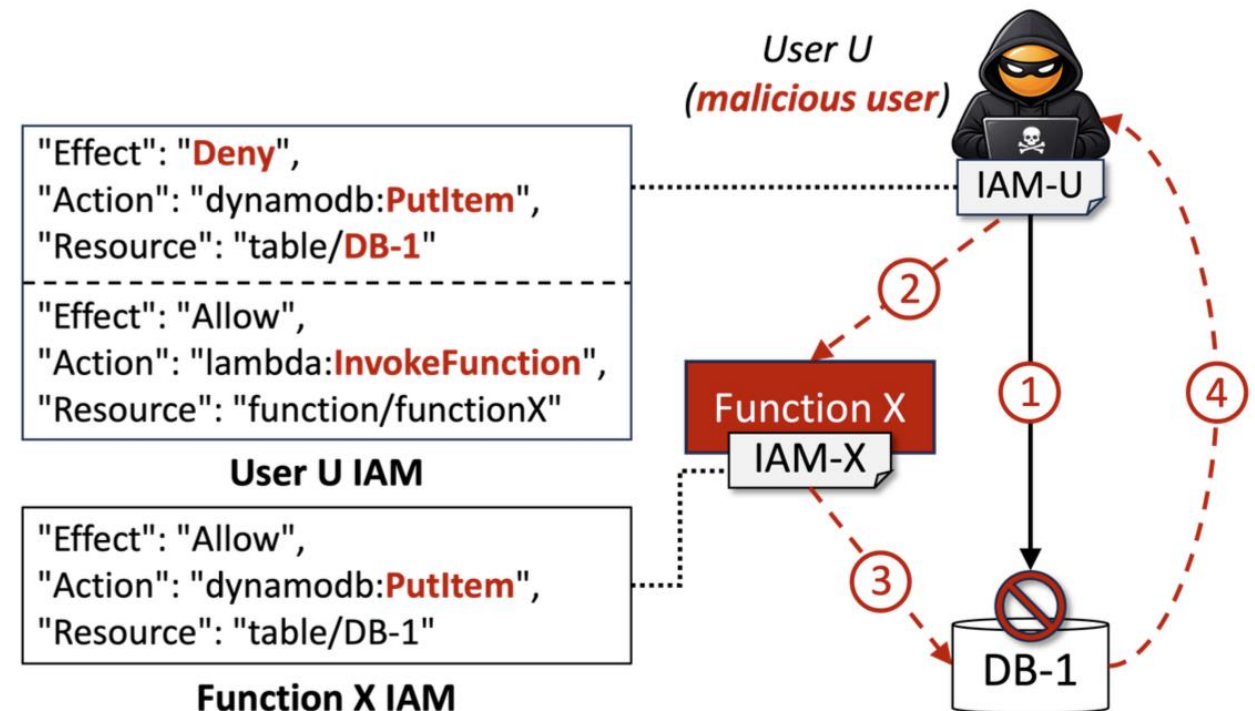 User U
(malicious user)
"Effect": "Deny",
"Action": "dynamodb:PutItem",
"Resource": "table/DB-1"
"Effect": "Allow",
"Action": "lambda:InvokeFunction",
"Resource": "function/functionX"
User U IAM
"Effect": "Allow",
"Action": "dynamodb:PutItem",
"Resource": "table/DB-1"
Function X IAM
IAM-U
2
1
4
Function X
IAM-X
3
DB-1